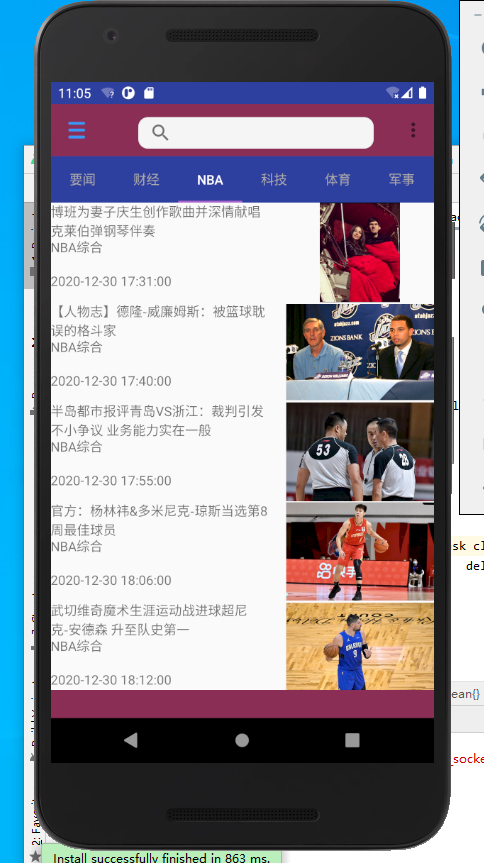 11:05
要闻
财经
NBA
科技
体育
军事
博班为妻子庆生创作歌曲并深情献唱
克莱伯弹钢琴伴奏
NBA综合
2020-12-30 17:31:00
【人物志】德隆-威廉姆斯：被篮球耽
误的格斗家
NBA综合
2020-12-30 17:40:00
ZIONS BANK
半岛都市报评青岛VS浙江：裁判引发
不小争议 业务能力实在一般
NBA综合
2020-12-30 17:55:00
53
23
官方：杨林祎&多米尼克-琼斯当选第8
周最佳球员
NBA综合
2020-12-30 18:06:00
武切维奇魔术生涯运动战进球超尼
克-安德森 升至队史第一
NBA综合
2020-12-30 18:12:00
sk cl
del
ean{}
_socke
2: Fav
Install successfully finished in 863 ms.